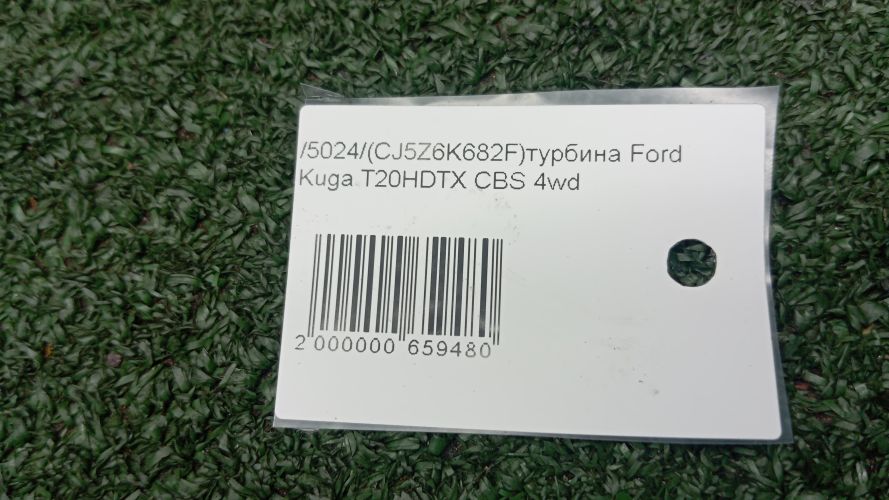 /5024/(CJ5Z6K682F)турбина Ford
Kuga T20HDTX CBS 4wd
2 000000 659480